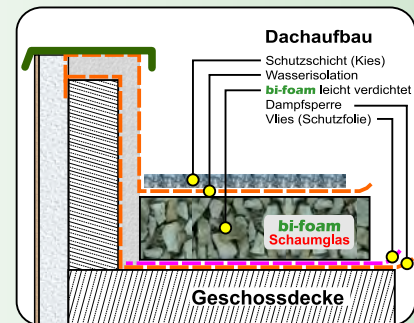 Dachaufbau
Schutzschicht (Kies)
Wasserisolation
bi-foam leicht verdichtet
Dampfsperre
Vlies (Schutzfolie)
bi-foam
Schaumglas
Geschossdecke